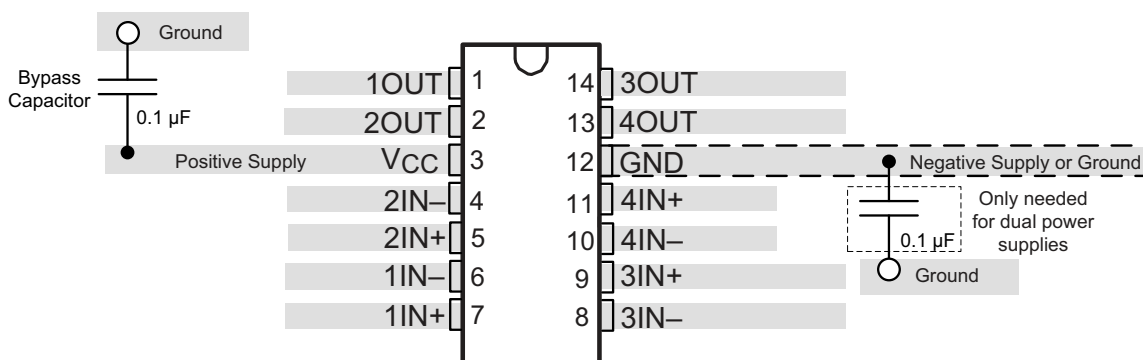 Ground
Bypass
Capacitor
0.1 µF
Positive Supply
1OUT 1
2OUT 2
VCC 3
2IN– 4
2IN+ 5
1IN– 6
1IN+ 7
14 3OUT
13 4OUT
12 GND
11 4IN+
10 4IN–
9 3IN+
8 3IN–
Negative Supply or Ground
Only needed
for dual power
supplies
0.1 µF
Ground